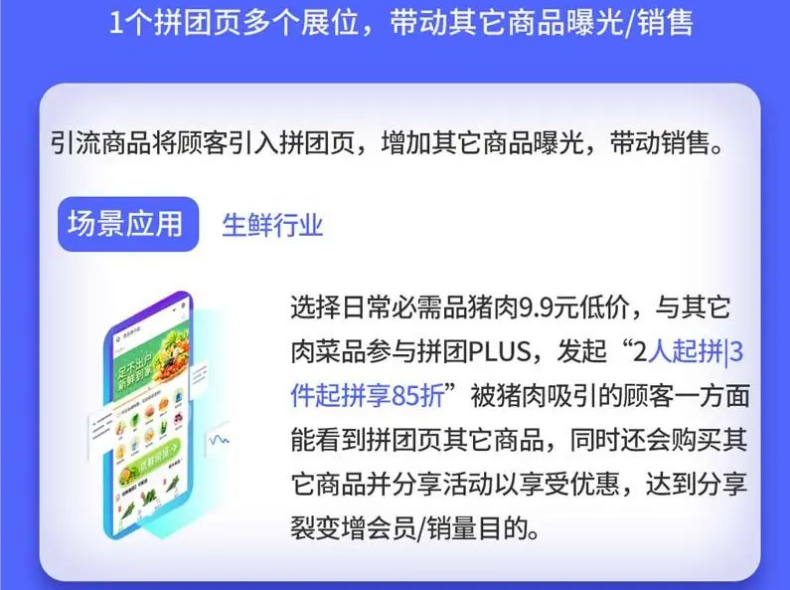 1个拼团页多个展位，带动其它商品曝光/销售
引流商品将顾客引入拼团页，增加其它商品曝光，带动销售。
场景应用
生鲜行业
足不出户
新鲜到家
选择日常必需品猪肉9.9元低价，与其它
肉菜品参与拼团PLUS，发起“2人起拼|3
件起拼享85折”被猪肉吸引的顾客一方面
能看到拼团页其它商品，同时还会购买其
它商品并分享活动以享受优惠，达到分享
裂变增会员/销量目的。